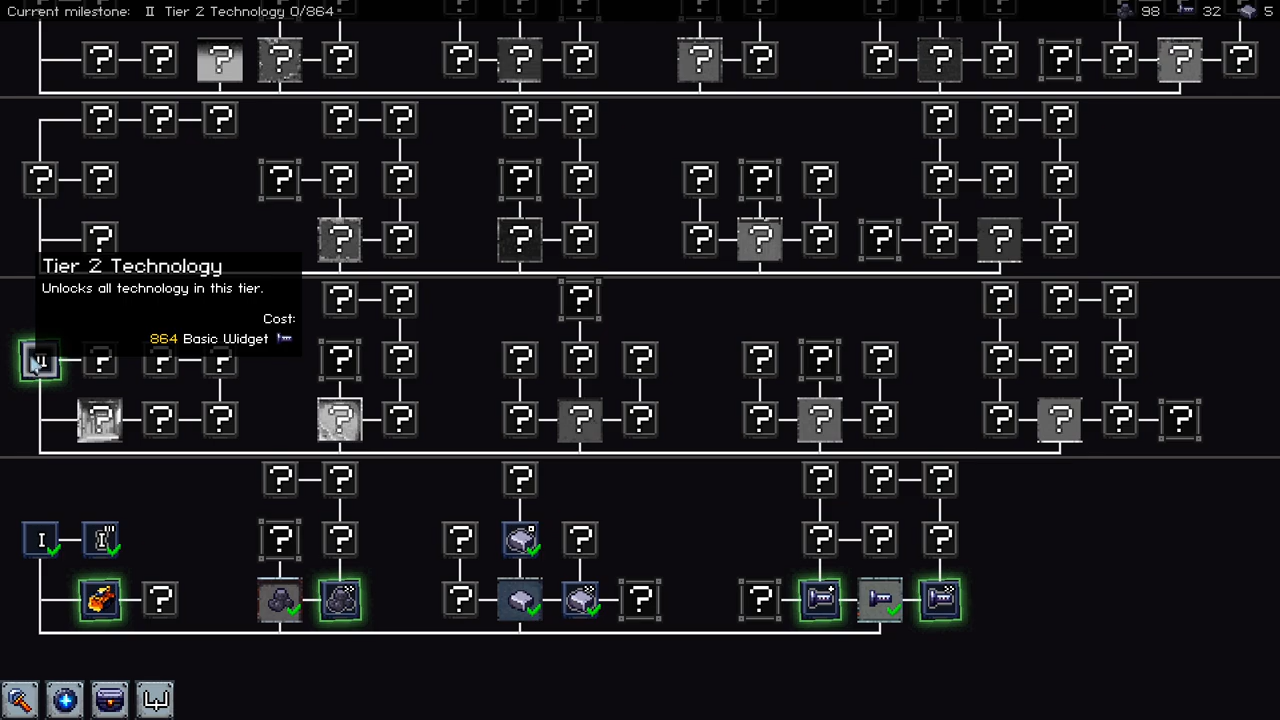 Current milestone: II Tier 2 Technology 0/864
98 32 5
Tier 2 Technology
Unlocks all technology in this tier.
Cost:
864 Basic Widget
II
I I